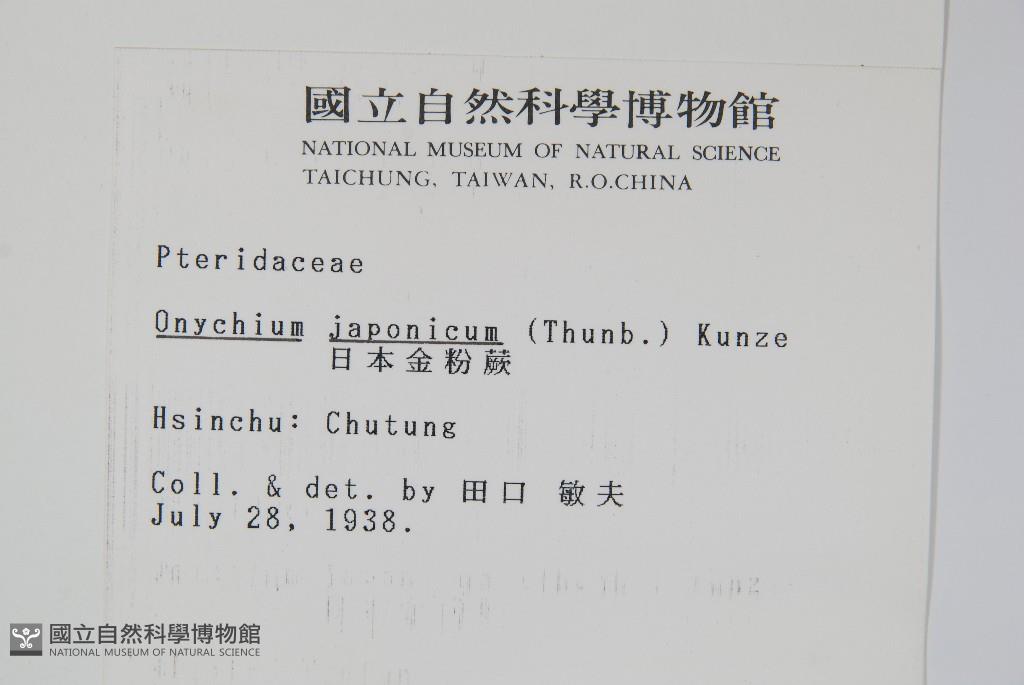 國立自然科學博物館
NATIONAL MUSEUM OF NATURAL SCIENCE
TAICHUNG, TAIWAN, R.O.CHINA
Pteridaceae
Onychium japonicum (Thunb.) Kunze
日本金粉蕨
Hsinchu: Chutung
Coll. & det. by 田口 敏夫
July 28, 1938.
國立自然科學博物館
NATIONAL MUSEUM OF NATURAL SCIENCE